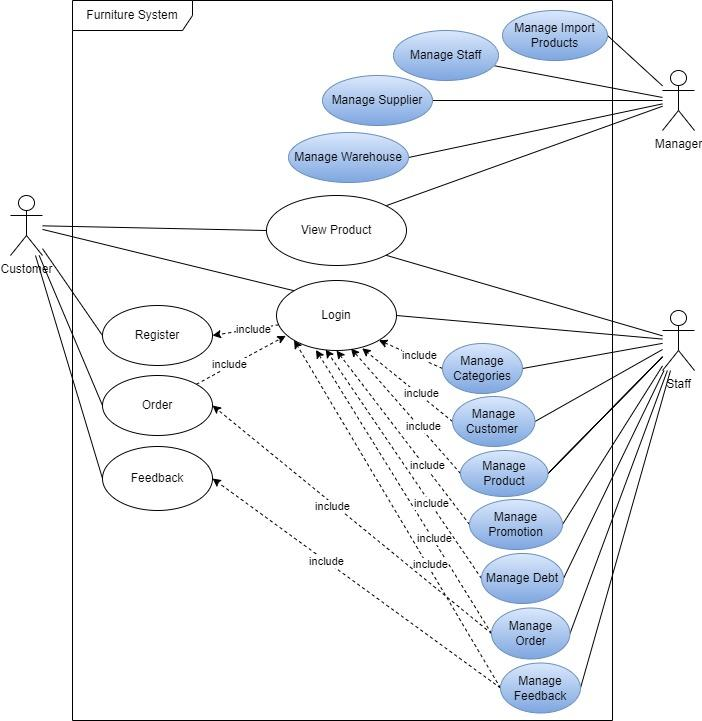 Furniture System
Manage Import
Products
Manage Staff
Manage Supplier
Manager
Manage Warehouse
View Product
Customer
Login
Register
include
include
Order
Feedback
include
Manage
Categories
Staff
include
Manage
Customer
include
Manage
Product
include
include
Manage
Promotion
include
include
include
include
Manage Debt
Manage
Order
Manage
Feedback